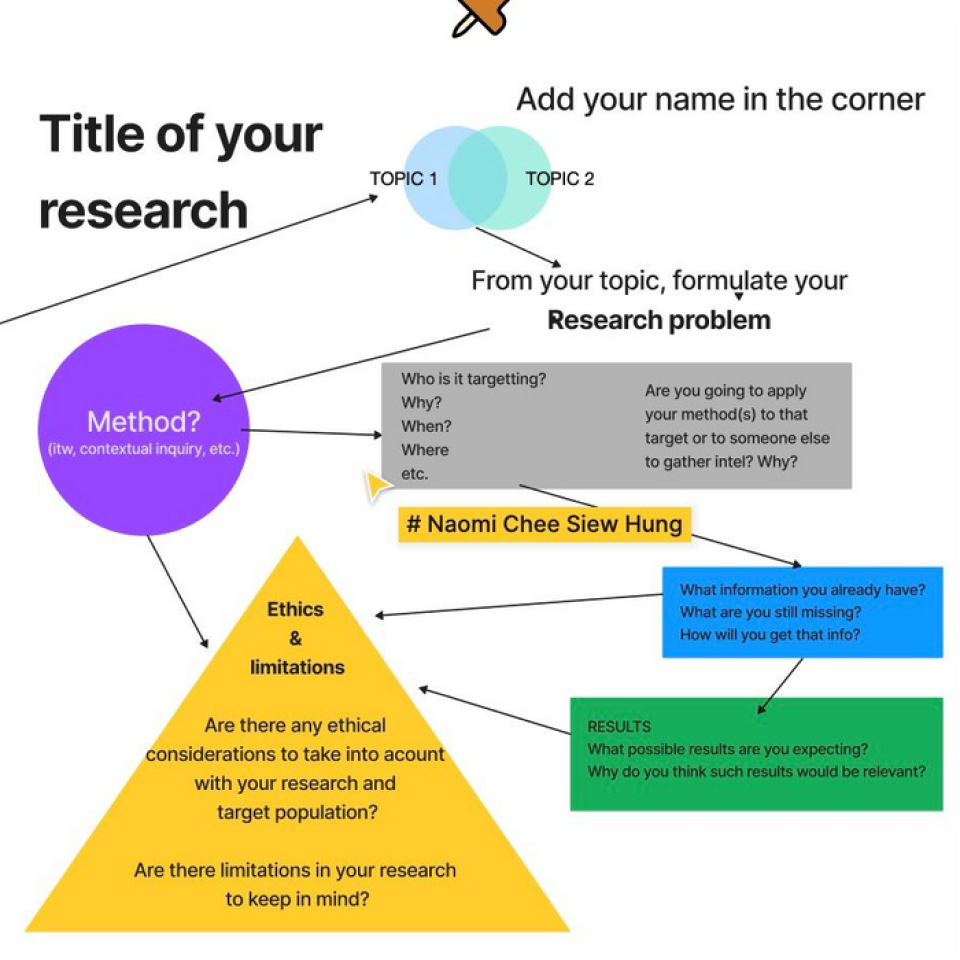 Add your name in the corner
Title of your
research
TOPIC 1
TOPIC 2
From your topic, formulate your
Research problem
Method?
(itw, contextual inquiry, etc.)
Who is it targetting?
Why?
When?
Where
etc.
Are you going to apply
your method(s) to that
target or to someone else
to gather intel? Why?
# Naomi Chee Siew Hung
What information you already have?
What are you still missing?
How will you get that info?
RESULTS
What possible results are you expecting?
Why do you think such results would be relevant?
Ethics
&
limitations
Are there any ethical
considerations to take into acount
with your research and
target population?
Are there limitations in your research
to keep in mind?